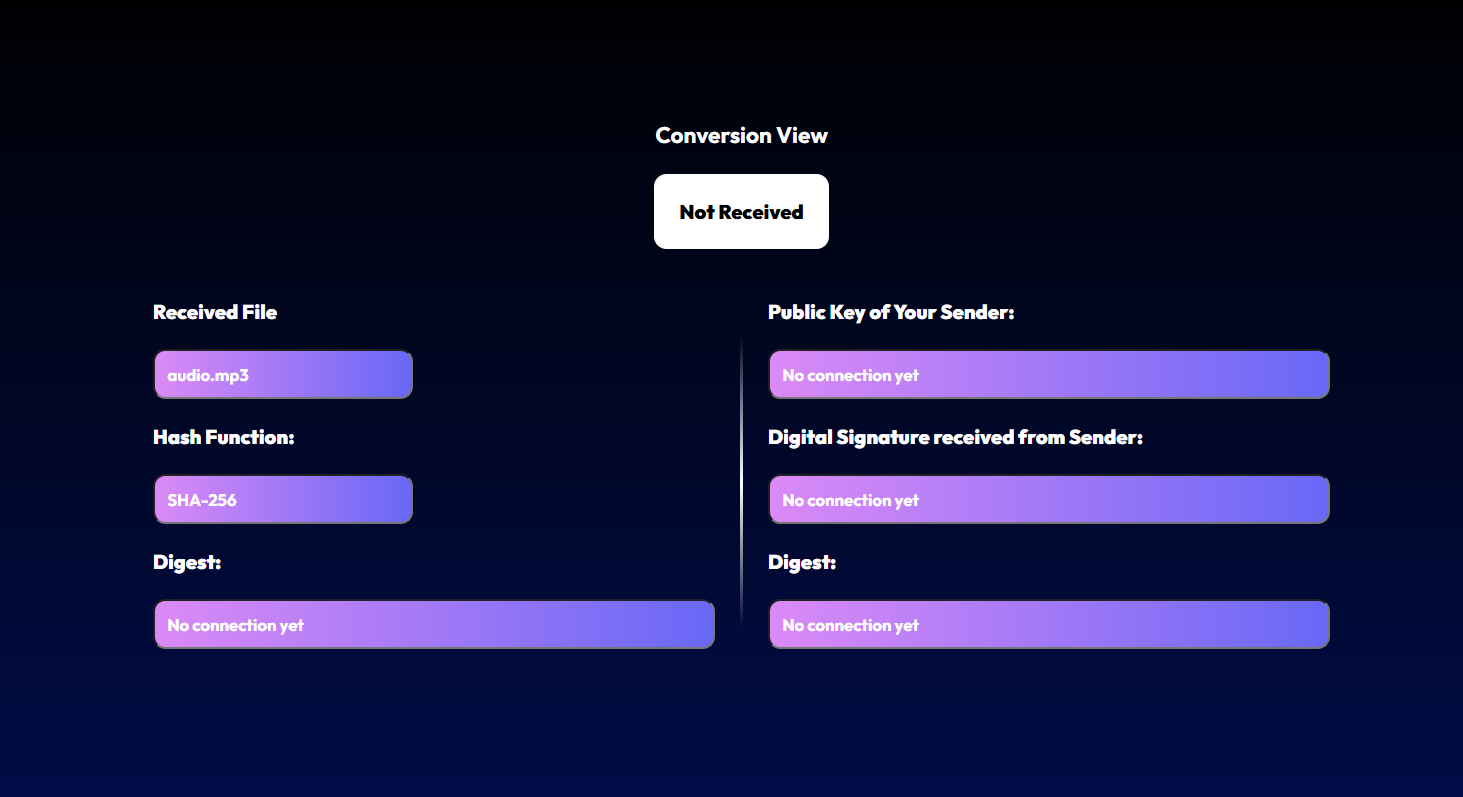 Conversion View
Not Received
Received File
audio.mp3
Hash Function:
SHA-256
Digest:
No connection yet
Public Key of Your Sender:
No connection yet
Digital Signature received from Sender:
No connection yet
Digest:
No connection yet